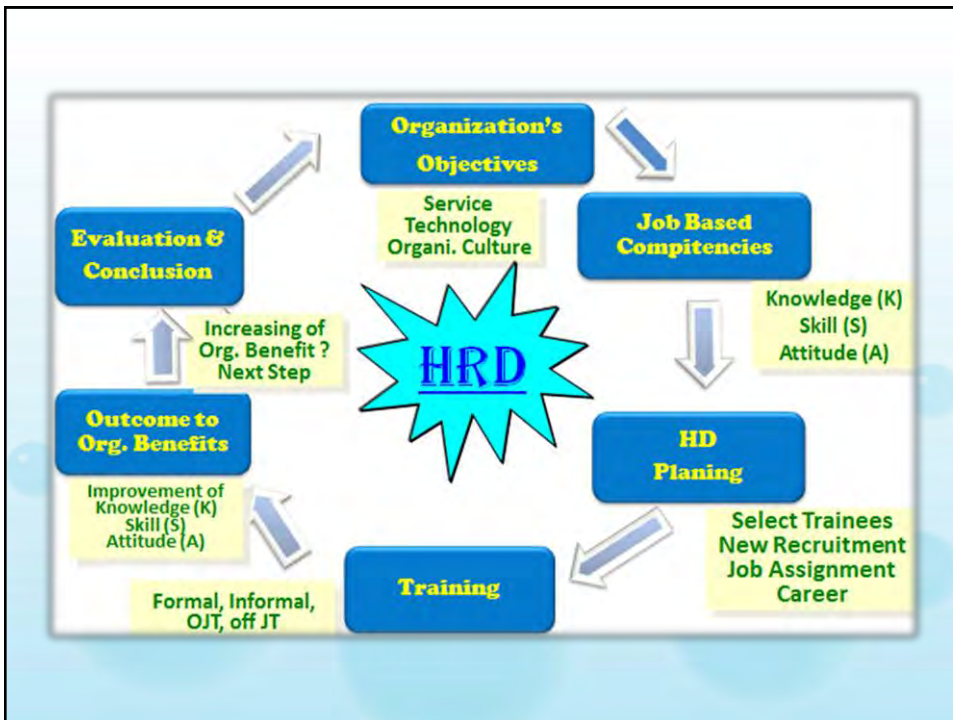 Organization's
Objectives
Service
Technology
Organi. Culture
Job Based
Compitencies
Knowledge (K)
Skill (S)
Attitude (A)
HD
Planing
Select Trainees
New Recruitment
Job Assignment
Career
Training
Formal, Informal,
OJT, off JT
Outcome to
Org. Benefits
Improvement of
Knowledge (K)
Skill (S)
Attitude (A)
Evaluation &
Conclusion
Increasing of
Org. Benefit ?
Next Step
HRD